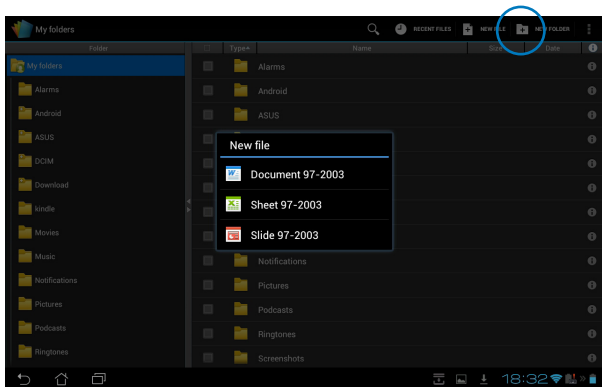 My folders
RECENT FILES
NEW FILE
NEW FOLDER
Folder
Type
Name
Size
Date
My folders
Alarms
Android
ASUS
DCIM
Download
kindle
Movies
Music
Notifications
Pictures
Podcasts
Ringtones
Alarms
Android
ASUS
New file
Document 97-2003
Sheet 97-2003
Slide 97-2003
Notifications
Pictures
Podcasts
Ringtones
Screenshots
18:32